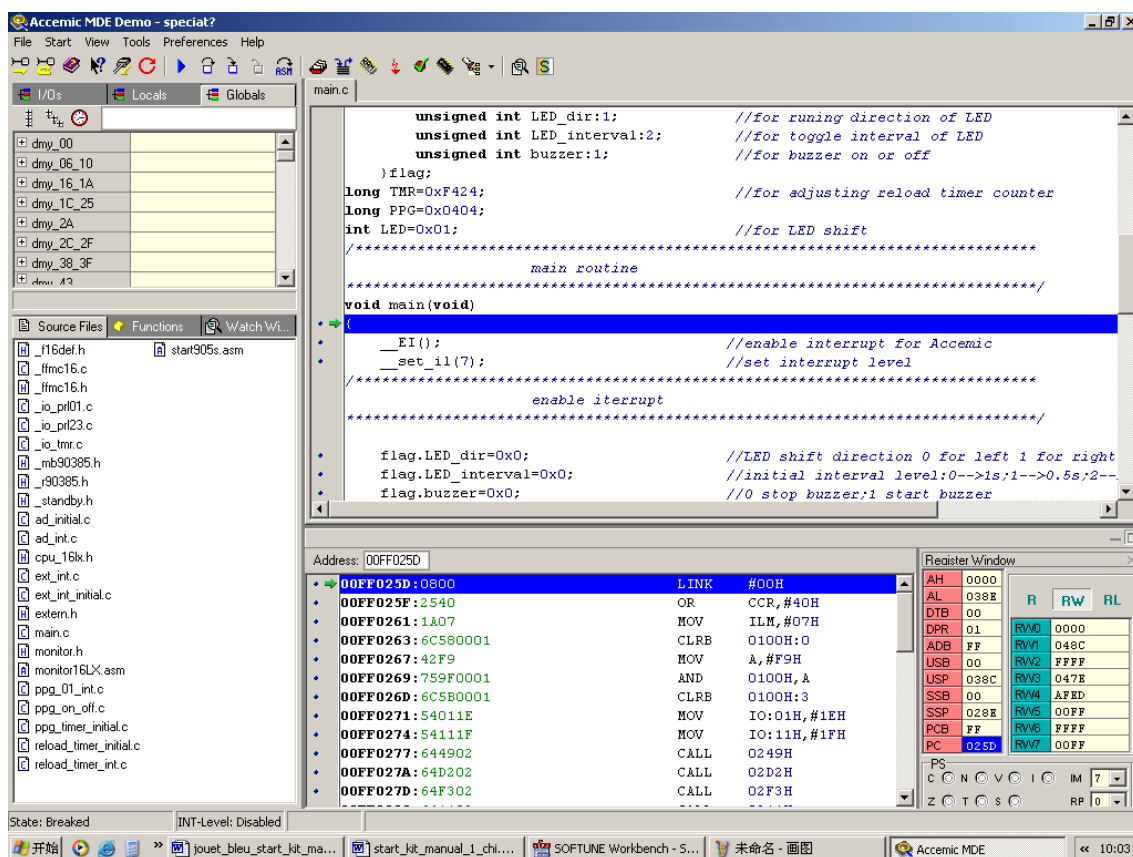 Accemic MDE Demo - speciat?
File Start View Tools Preferences Help
ASM
S
I/Os Locals Globals
main.c
dmy_00
dmy_06_10
dmy_16_1A
dmy_1C_25
dmy_2A
dmy_2C_2F
dmy_38_3F
dmy_43
unsigned int LED_dir:1; //for runing direction of LED
unsigned int LED_interval:2; //for toggle interval of LED
unsigned int buzzer:1; //for buzzer on or off
}flag;
long TMR=0xF424; //for adjusting reload timer counter
long PPG=0x0404;
int LED=0x01; //for LED shift
/******************************************************************************
main routine
******************************************************************************/
void main(void)
{
__EI(); //enable interrupt for Accemic
__set_il(7); //set interrupt level
/******************************************************************************
enable iterrupt
******************************************************************************/
flag.LED_dir=0x0; //LED shift direction 0 for left 1 for right
flag.LED_interval=0x0; //initial interval level:0-->1s;1-->0.5s;2--
flag.buzzer=0x0; //0 stop buzzer;1 start buzzer
Source Files Functions Watch Wi...
_f16def.h start905s.asm
_ffmc16.c
_ffmc16.h
_io_prl01.c
_io_prl23.c
_io_tmr.c
_mb90385.h
_r90385.h
_standby.h
ad_initial.c
ad_int.c
cpu_16lx.h
ext_int.c
ext_int_initial.c
extern.h
main.c
monitor.h
monitor16LX.asm
ppg_01_int.c
ppg_on_off.c
ppg_timer_initial.c
reload_timer_initial.c
reload_timer_int.c
Address: 00FF025D
00FF025D:0800 LINK #00H
00FF025F:2540 OR CCR,#40H
00FF0261:1A07 MOV ILM,#07H
00FF0263:6C580001 CLRB 0100H:0
00FF0267:42F9 MOV A,#F9H
00FF0269:759F0001 AND 0100H,A
00FF026D:6C5B0001 CLRB 0100H:3
00FF0271:54011E MOV IO:01H,#1EH
00FF0274:54111F MOV IO:11H,#1FH
00FF0277:644902 CALL 0249H
00FF027A:64D202 CALL 02D2H
00FF027D:64F302 CALL 02F3H
Register Window
AH 0000
AL 038E
DTB 00
DPR 01
ADB FF
USB 00
USP 038C
SSB 00
SSP 028E
PCB FF
PC 025D
R RW RL
RW0 0000
RW1 048C
RW2 FFFF
RW3 047E
RW4 AFED
RW5 00FF
RW6 FFFF
RW7 00FF
PS
C N V I IM 7
Z T S RP 0
State: Breaked INT-Level: Disabled
开始 » jouet_bleu_start_kit_ma... start_kit_manual_1_chi.... SOFTUNE Workbench - S... 未命名 - 画图 Accemic MDE « 10:03